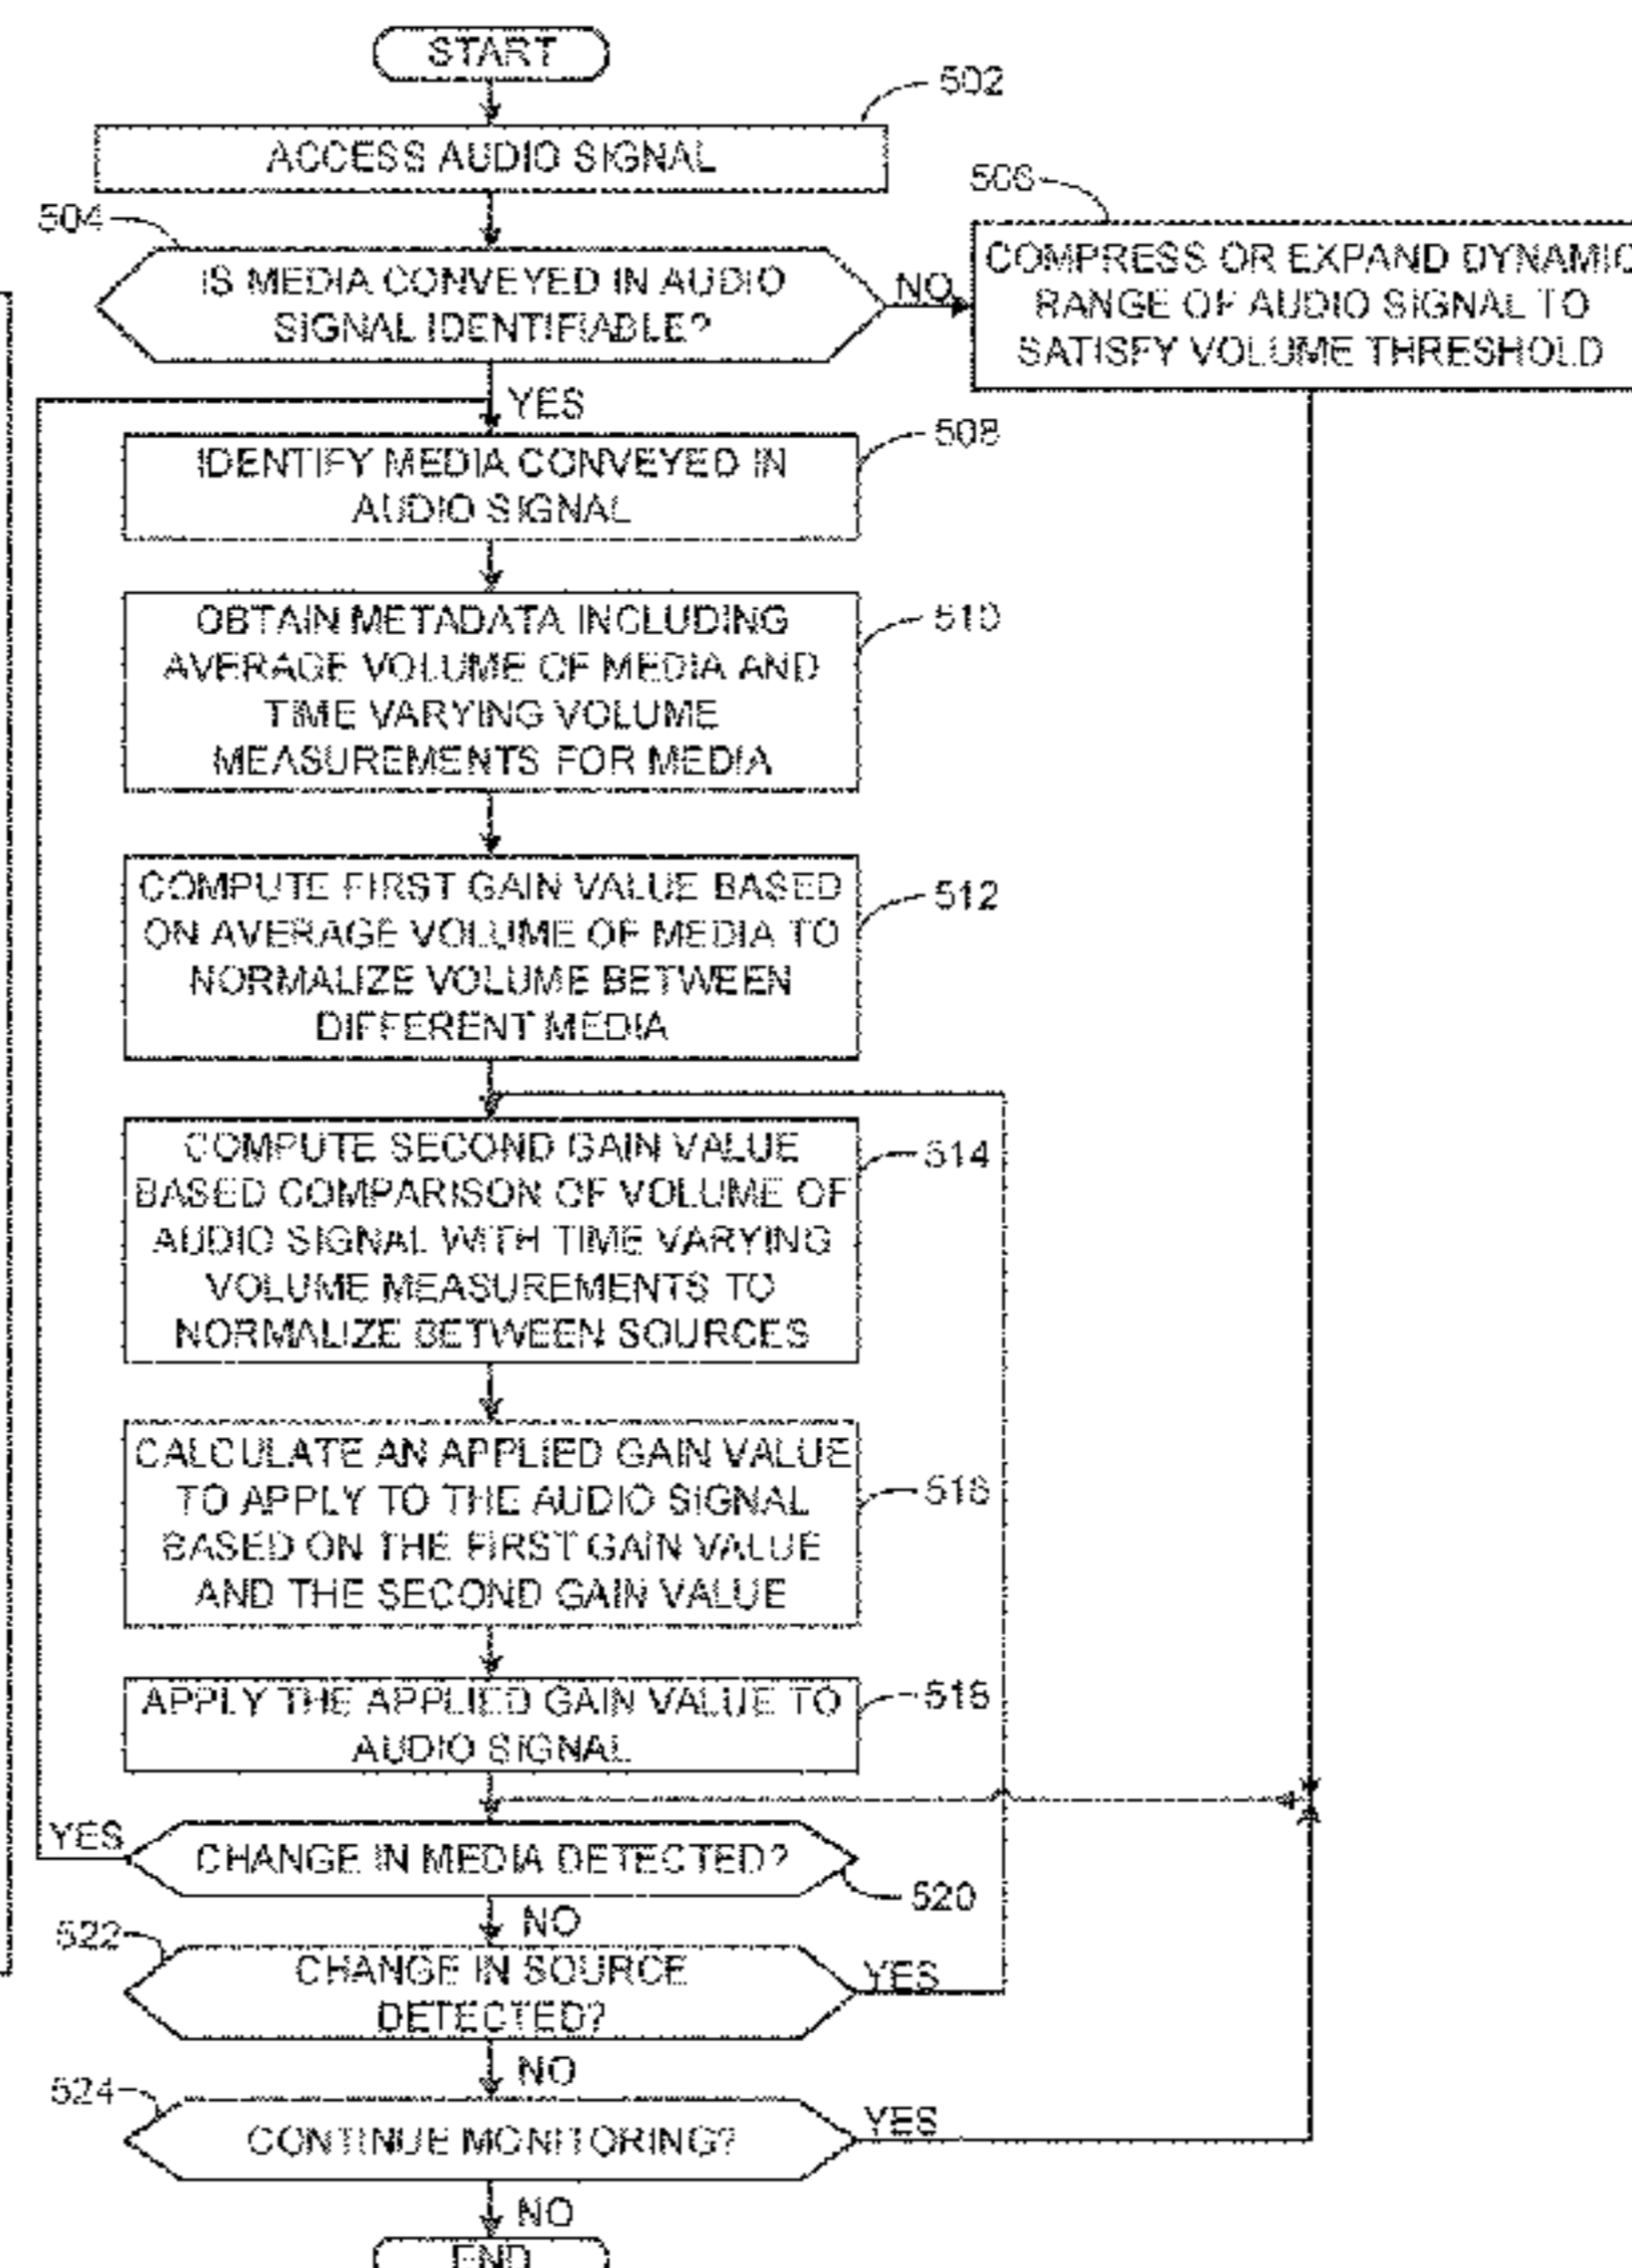 START
502
ACCESS AUDIO SIGNAL
504
506
IS MEDIA CONVEYED IN AUDIO
SIGNAL IDENTIFIABLE?
NO
COMPRESS OR EXPAND DYNAMIC
RANGE OF AUDIO SIGNAL TO
SATISFY VOLUME THRESHOLD
YES
508
IDENTIFY MEDIA CONVEYED IN
AUDIO SIGNAL
510
OBTAIN METADATA INCLUDING
AVERAGE VOLUME OF MEDIA AND
TIME VARYING VOLUME
MEASUREMENTS FOR MEDIA
512
COMPUTE FIRST GAIN VALUE BASED
ON AVERAGE VOLUME OF MEDIA TO
NORMALIZE VOLUME BETWEEN
DIFFERENT MEDIA
514
COMPUTE SECOND GAIN VALUE
BASED COMPARISON OF VOLUME OF
AUDIO SIGNAL WITH TIME VARYING
VOLUME MEASUREMENTS TO
NORMALIZE BETWEEN SOURCES
516
CALCULATE AN APPLIED GAIN VALUE
TO APPLY TO THE AUDIO SIGNAL
BASED ON THE FIRST GAIN VALUE
AND THE SECOND GAIN VALUE
518
APPLY THE APPLIED GAIN VALUE TO
AUDIO SIGNAL
YES
CHANGE IN MEDIA DETECTED?
520
NO
522
CHANGE IN SOURCE
DETECTED?
YES
NO
524
CONTINUE MONITORING?
YES
NO
END